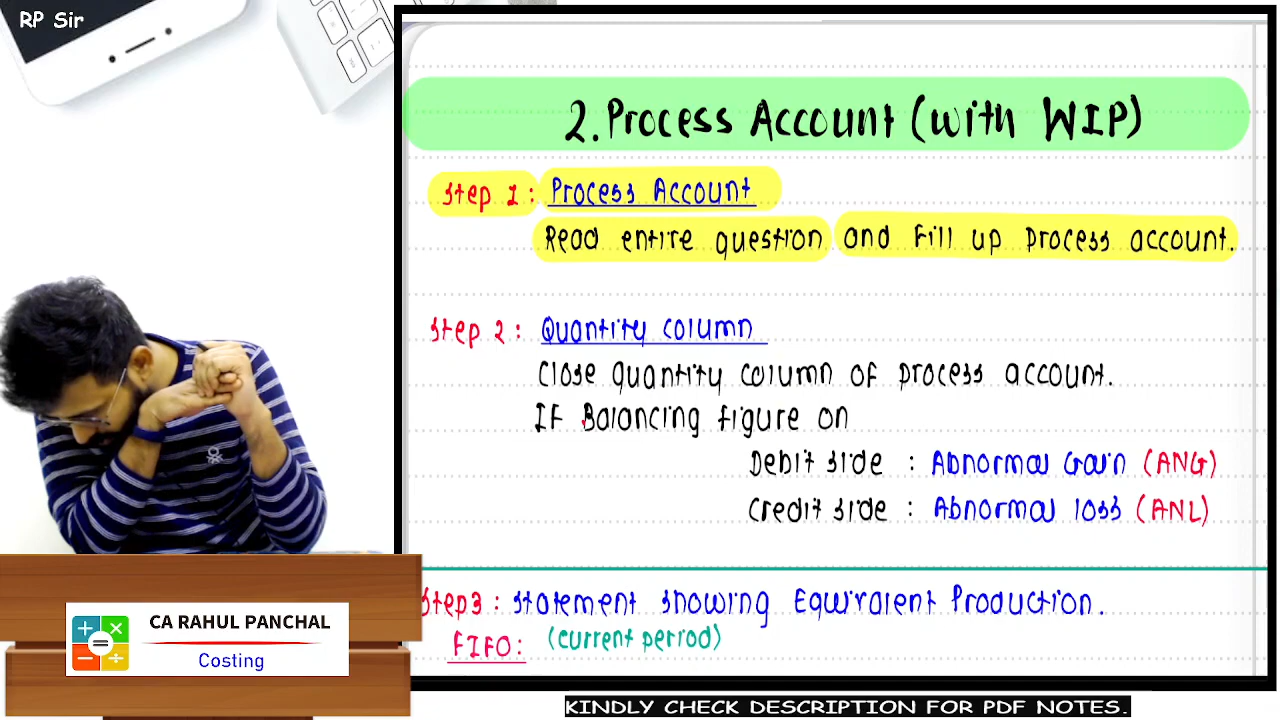 RP Sir
2. Process Account (with WIP)
Step 1: Process Account
Read entire question and Fill up process account.
Step 2: Quantity column
Close quantity column of process account.
IF Balancing figure on
Debit side : Abnormal Gain (ANG)
Credit side : Abnormal loss (ANL)
Step3: Statement showing Equivalent Production.
FIFO: (current period)
CA RAHUL PANCHAL
Costing
KINDLY CHECK DESCRIPTION FOR PDF NOTES.